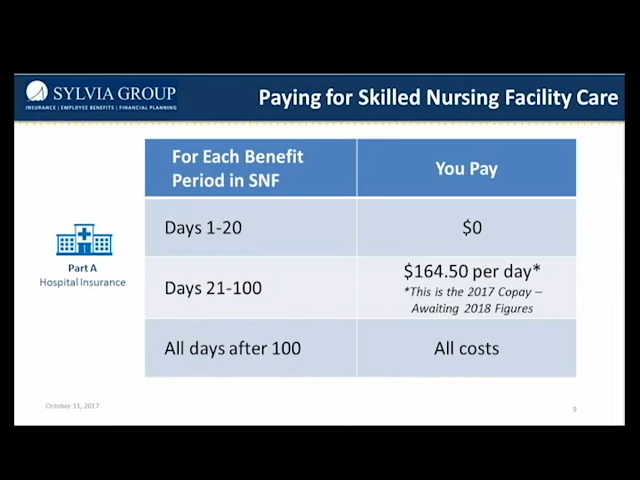 SYLVIA GROUP
INSURANCE | EMPLOYEE BENEFITS | FINANCIAL PLANNING
Paying for Skilled Nursing Facility Care
For Each Benefit
Period in SNF
You Pay
Days 1-20
$0
Part A
Hospital Insurance
Days 21-100
$164.50 per day*
*This is the 2017 Copay –
Awaiting 2018 Figures
All days after 100
All costs
October 11, 2017
9